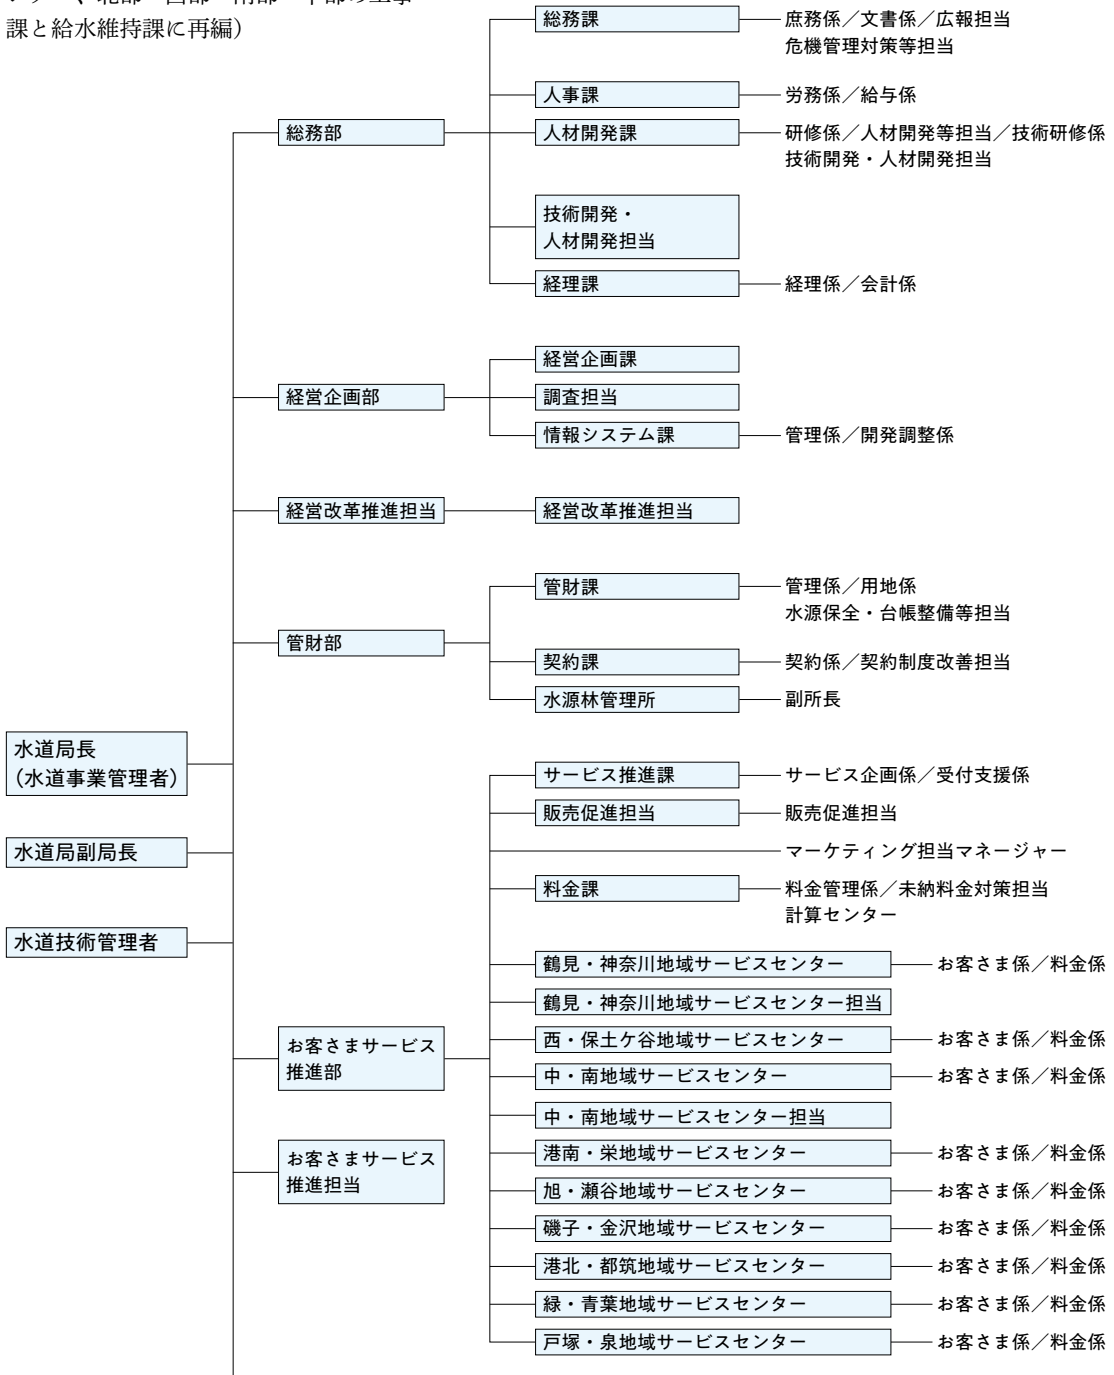 課と給水維持課に再編）
総務課
庶務係／文書係／広報担当
危機管理対策等担当
人事課
労務係／給与係
総務部
人材開発課
研修係／人材開発等担当／技術研修係
技術開発・人材開発担当
技術開発・
人材開発担当
経理課
経理係／会計係
経営企画課
経営企画部
調査担当
情報システム課
管理係／開発調整係
経営改革推進担当
経営改革推進担当
管財課
管理係／用地係
水源保全・台帳整備等担当
管財部
契約課
契約係／契約制度改善担当
水源林管理所
副所長
水道局長
（水道事業管理者）
サービス推進課
サービス企画係／受付支援係
販売促進担当
販売促進担当
水道局副局長
マーケティング担当マネージャー
料金課
料金管理係／未納料金対策担当
計算センター
水道技術管理者
鶴見・神奈川地域サービスセンター
お客さま係／料金係
鶴見・神奈川地域サービスセンター担当
お客さまサービス
推進部
西・保土ケ谷地域サービスセンター
お客さま係／料金係
中・南地域サービスセンター
お客さま係／料金係
中・南地域サービスセンター担当
お客さまサービス
推進担当
港南・栄地域サービスセンター
お客さま係／料金係
旭・瀬谷地域サービスセンター
お客さま係／料金係
磯子・金沢地域サービスセンター
お客さま係／料金係
港北・都筑地域サービスセンター
お客さま係／料金係
緑・青葉地域サービスセンター
お客さま係／料金係
戸塚・泉地域サービスセンター
お客さま係／料金係